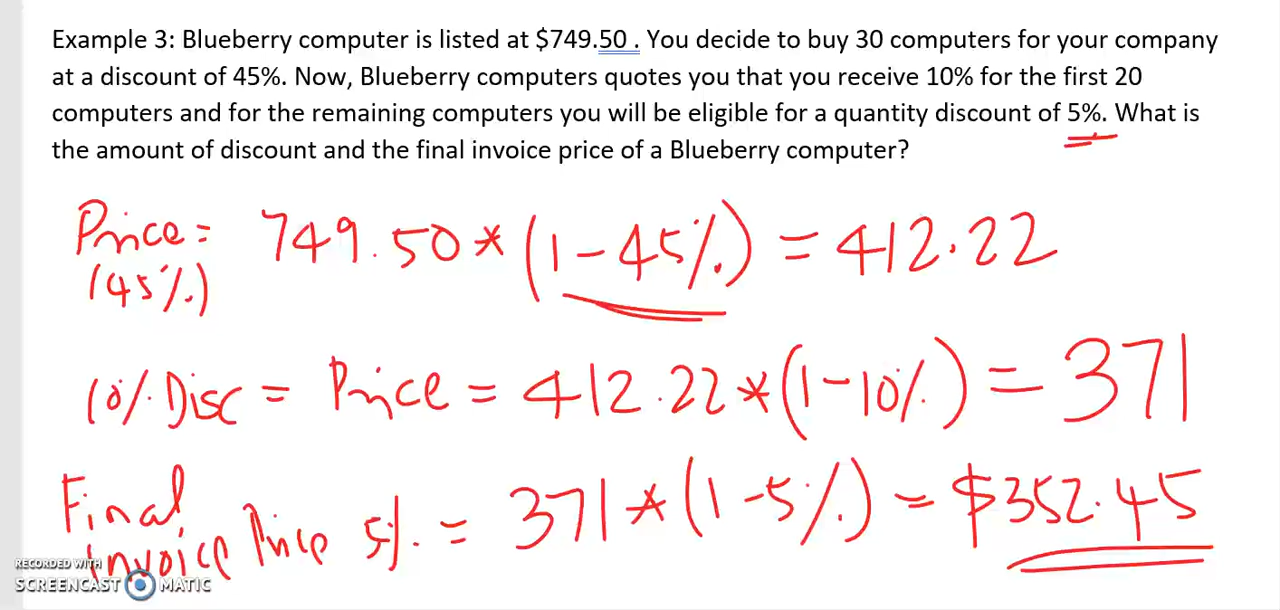 Example 3: Blueberry computer is listed at $749.50 . You decide to buy 30 computers for your company
at a discount of 45%. Now, Blueberry computers quotes you that you receive 10% for the first 20
computers and for the remaining computers you will be eligible for a quantity discount of 5%. What is
the amount of discount and the final invoice price of a Blueberry computer?
Price = 749.50 * (1-45%) = 412.22
(45%)
10% Disc = Price = 412.22 * (1-10%) = 371
Final
invoice Price 5% = 371 * (1-5%) = $352.45
RECORDED WITH
SCREENCAST MATIC